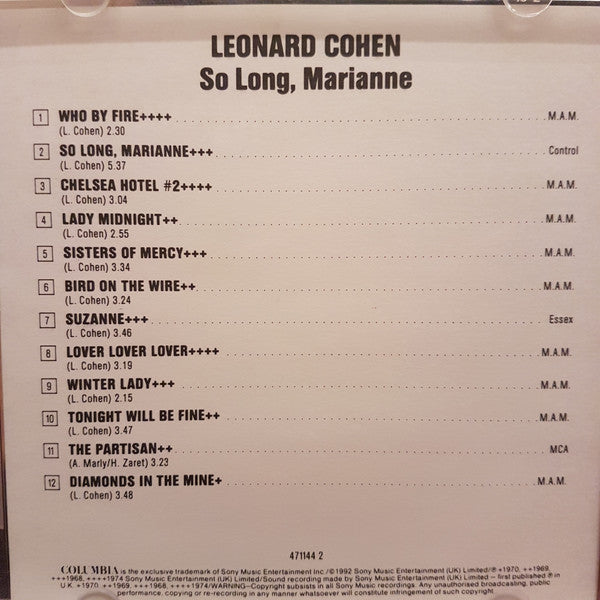 LEONARD COHEN
So Long, Marianne
1 WHO BY FIRE++++ M.A.M.
(L. Cohen) 2.30
2 SO LONG, MARIANNE+++ Control
(L. Cohen) 5.37
3 CHELSEA HOTEL #2++++ M.A.M.
(L. Cohen) 3.04
4 LADY MIDNIGHT++ M.A.M.
(L. Cohen) 2.55
5 SISTERS OF MERCY+++ M.A.M.
(L. Cohen) 3.34
6 BIRD ON THE WIRE++ M.A.M.
(L. Cohen) 3.24
7 SUZANNE+++ Essex
(L. Cohen) 3.46
8 LOVER LOVER LOVER++++ M.A.M.
(L. Cohen) 3.19
9 WINTER LADY+++ M.A.M.
(L. Cohen) 2.15
10 TONIGHT WILL BE FINE++ M.A.M.
(L. Cohen) 3.47
11 THE PARTISAN++ MCA
(A. Marly/H. Zaret) 3.23
12 DIAMONDS IN THE MINE+ M.A.M.
(L. Cohen) 3.48
471144 2
COLUMBIA is the exclusive trademark of Sony Music Entertainment Inc./©1992 Sony Music Entertainment (UK) Limited/℗ +1970, ++1969,
+++1968, ++++1974 Sony Music Entertainment (UK) Limited/Sound recording made by Sony Music Entertainment (UK) Limited – first published ℗ in
U.K. +1970, ++1969, +++1968, ++++1974/WARNING–Copyright subsists in all Sony Music Recordings. Any unauthorised broadcasting, public
performance, copying or re-recording in any manner whatsoever will constitute infringement of such copyright